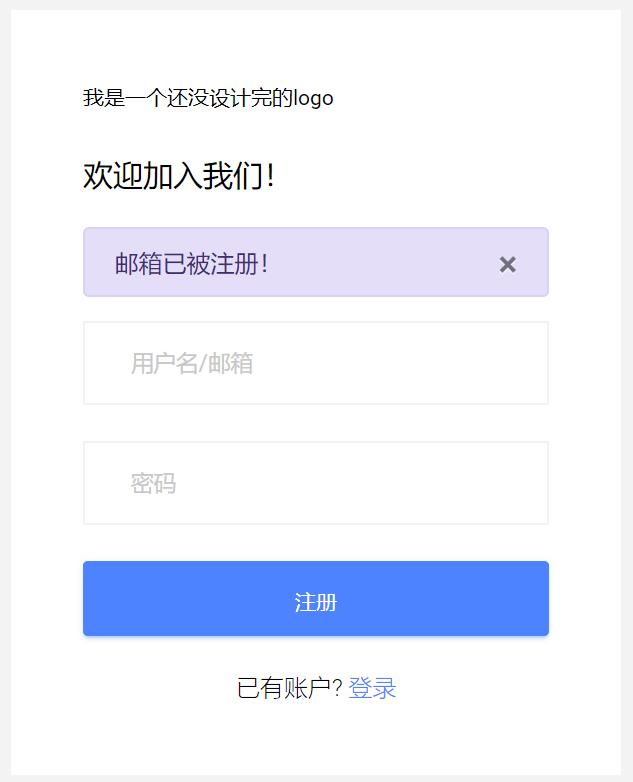 我是一个还没设计完的logo
欢迎加入我们！
邮箱已被注册！ ×
用户名/邮箱
密码
注册
已有账户? 登录